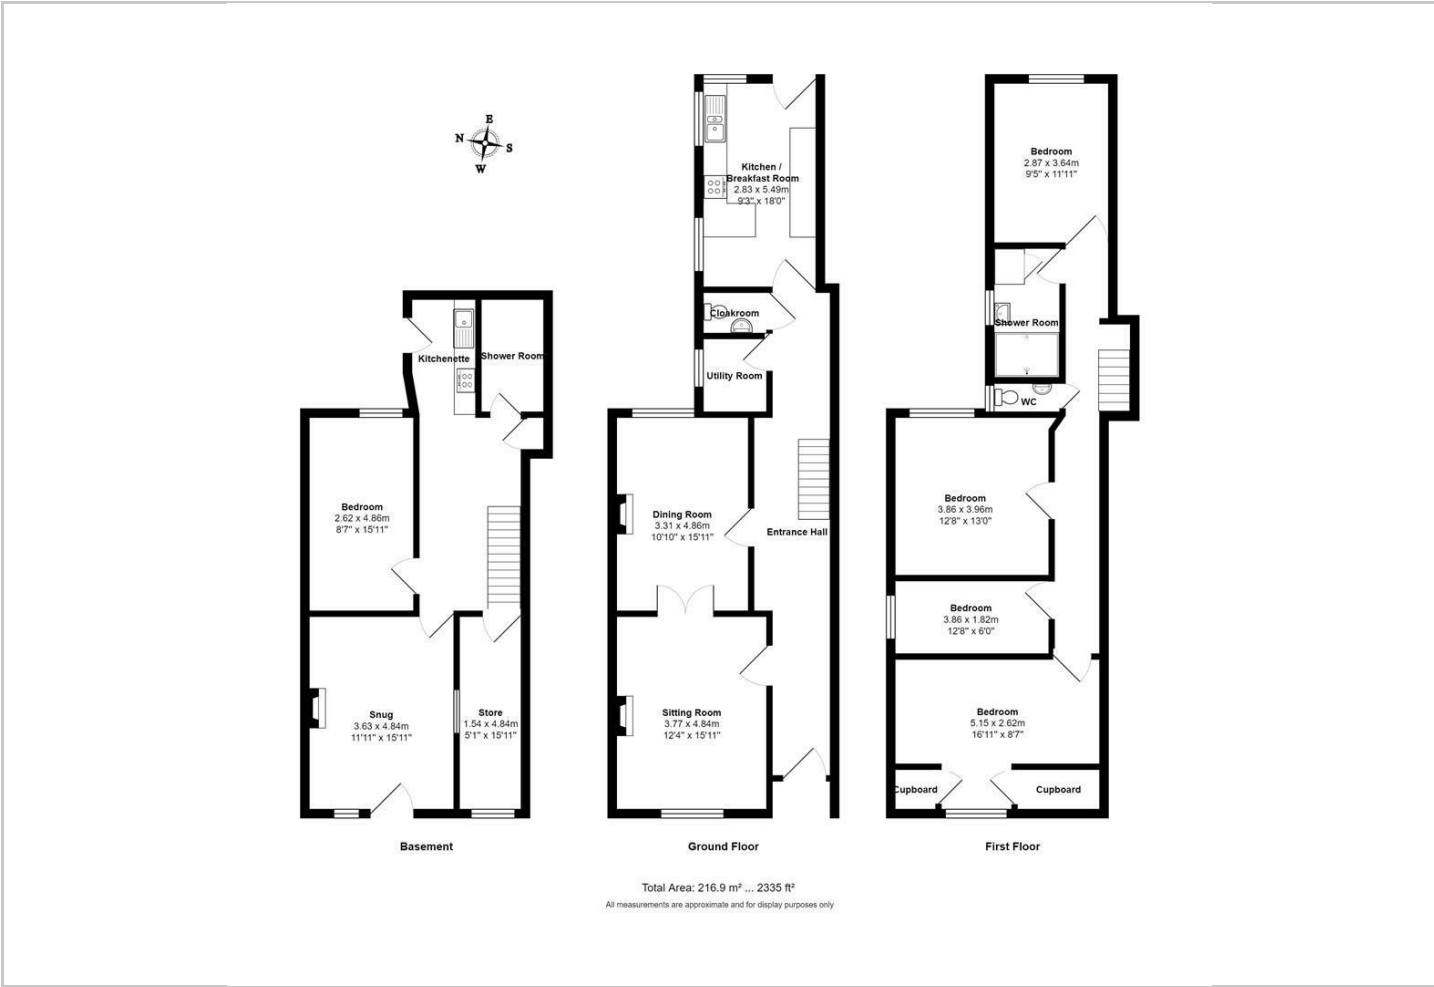 E
N
S
W
Kitchenette
Shower Room
Bedroom
2.62 x 4.86m
8'7" x 15'11"
Snug
3.63 x 4.84m
11'11" x 15'11"
Store
1.54 x 4.84m
5'1" x 15'11"
Basement
Kitchen /
Breakfast Room
2.83 x 5.49m
9'3" x 18'0"
Cloakroom
Utility Room
Dining Room
3.31 x 4.86m
10'10" x 15'11"
Entrance Hall
Sitting Room
3.77 x 4.84m
12'4" x 15'11"
Ground Floor
Bedroom
2.87 x 3.64m
9'5" x 11'11"
Shower Room
WC
Bedroom
3.86 x 3.96m
12'8" x 13'0"
Bedroom
3.86 x 1.82m
12'8" x 6'0"
Bedroom
5.15 x 2.62m
16'11" x 8'7"
Cupboard
Cupboard
First Floor
Total Area: 216.9 m² ... 2335 ft²
All measurements are approximate and for display purposes only